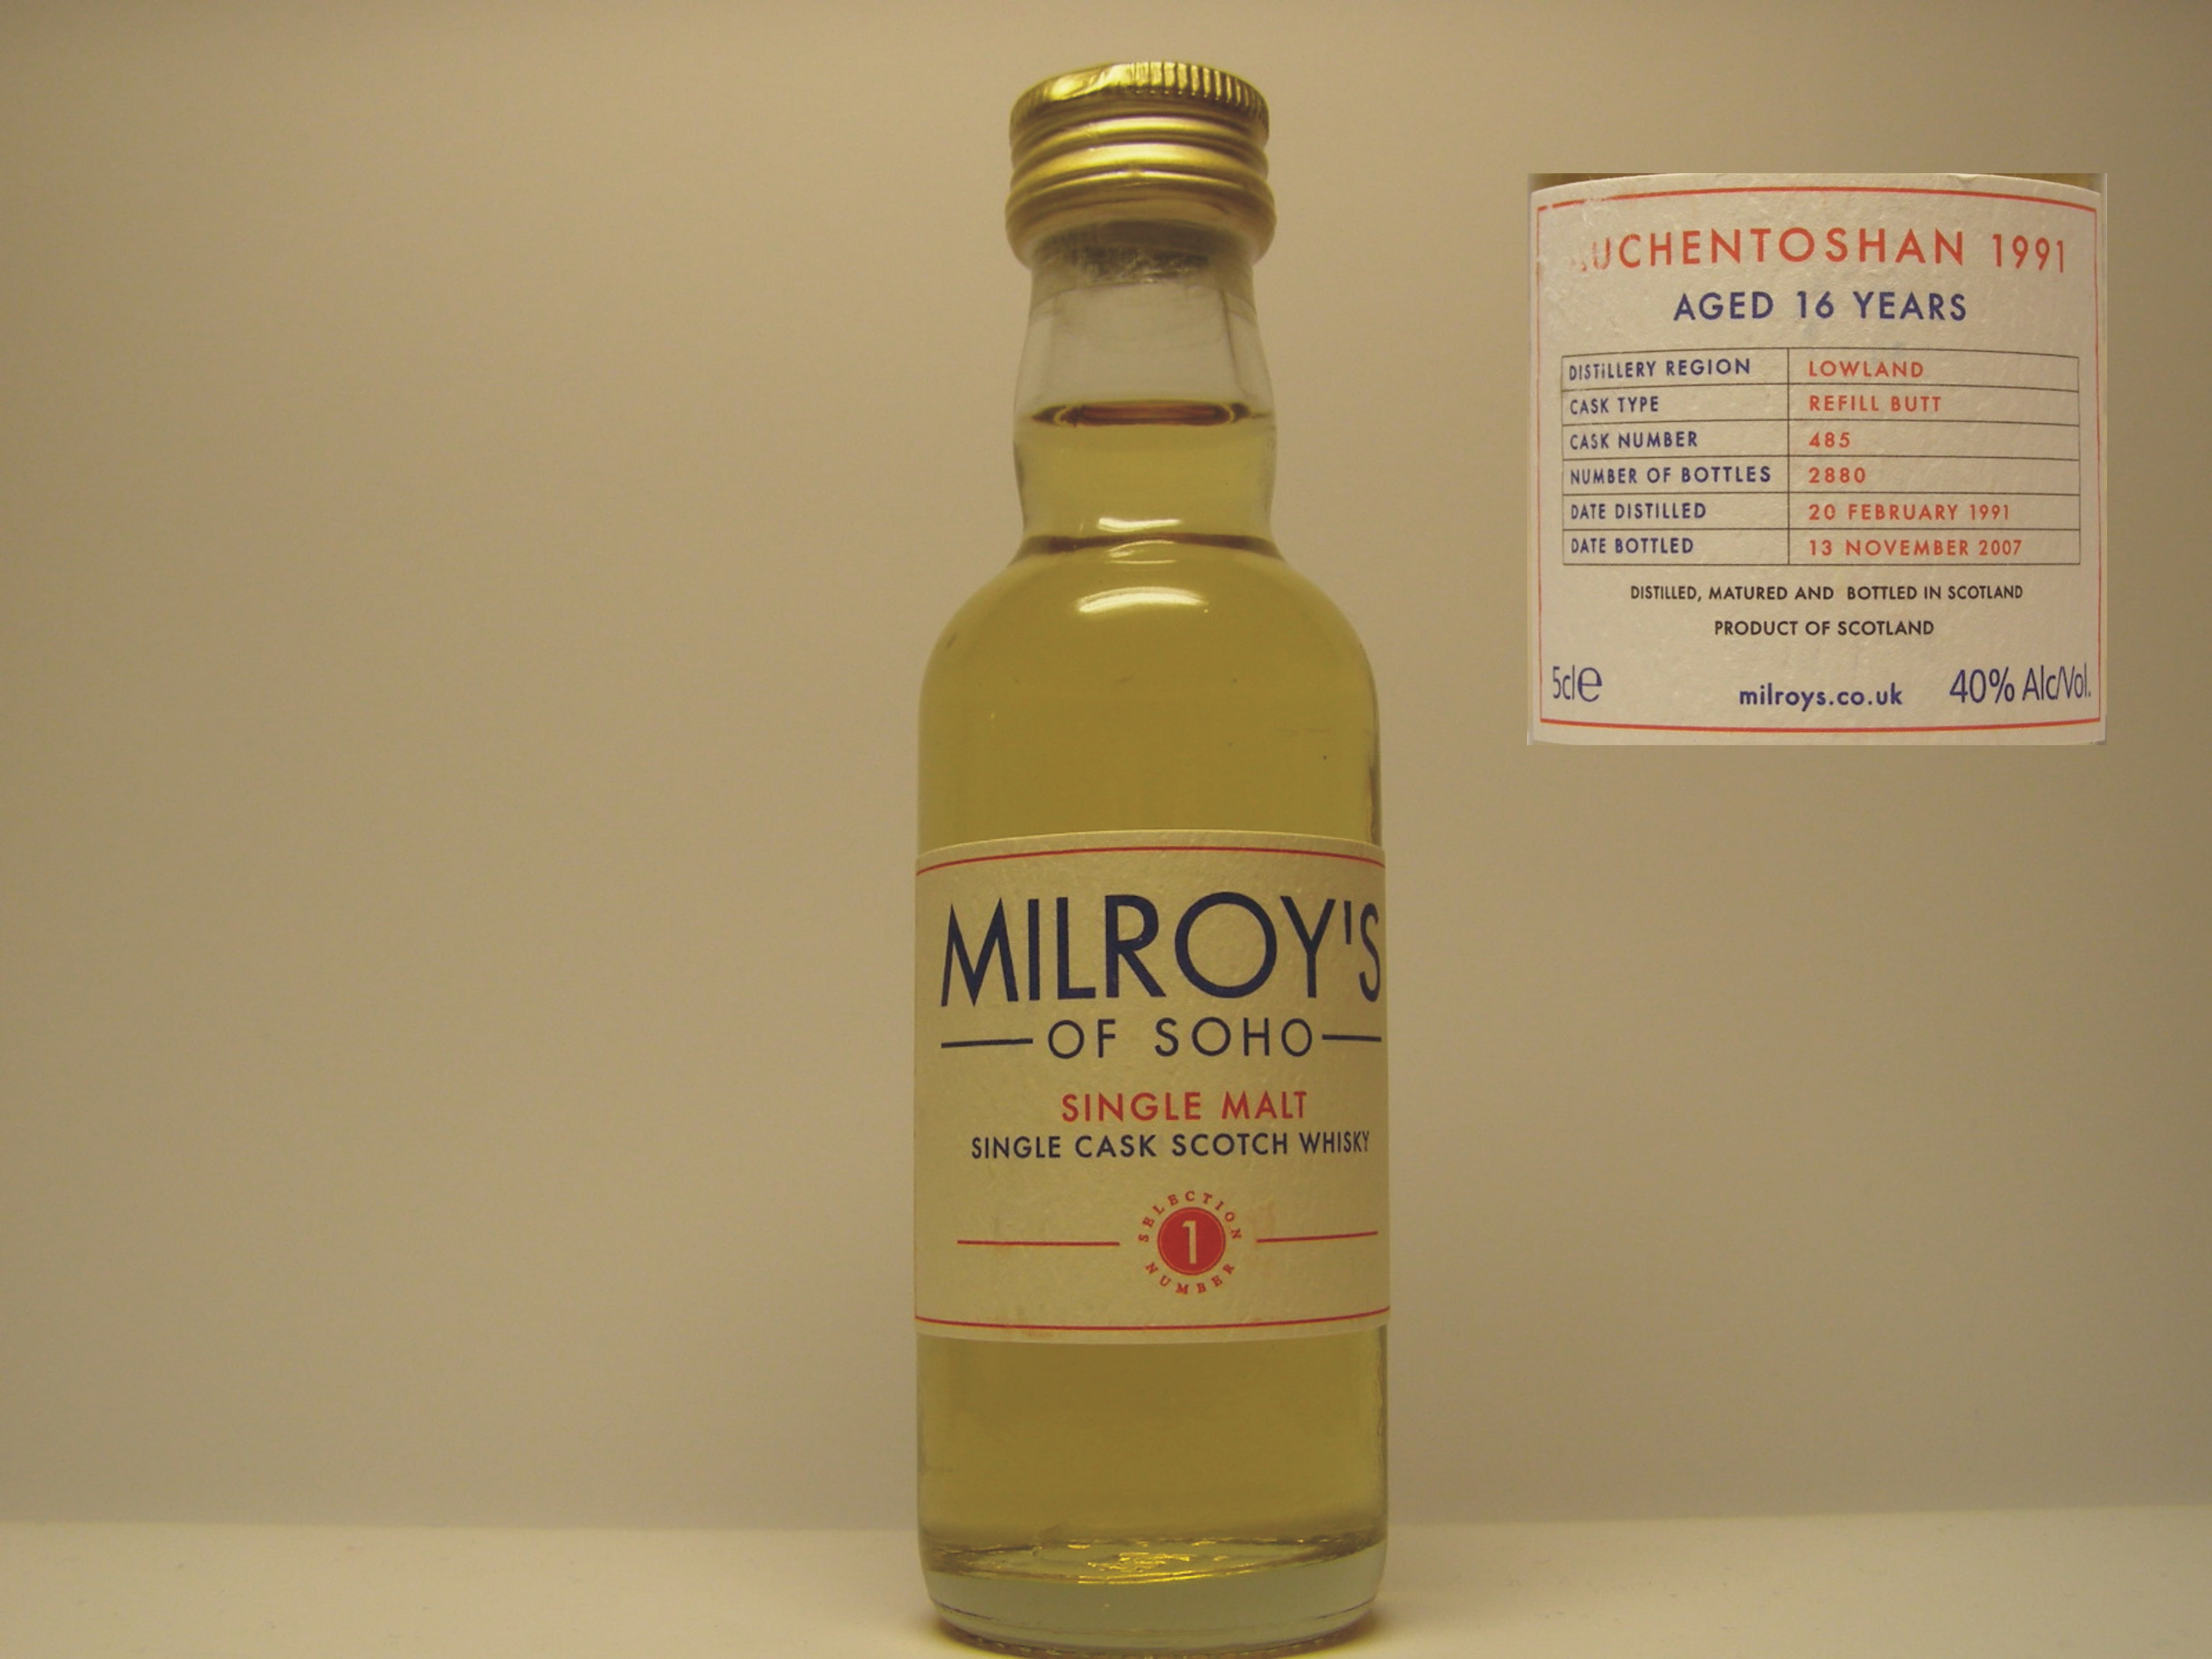 MILROY'S
OF SOHO
SINGLE MALT
SINGLE CASK SCOTCH WHISKY
SELECTION
1
NUMBER
UCHENTOSHAN 1991
AGED 16 YEARS
DISTILLERY REGION LOWLAND
CASK TYPE REFILL BUTT
CASK NUMBER 485
NUMBER OF BOTTLES 2880
DATE DISTILLED 20 FEBRUARY 1991
DATE BOTTLED 13 NOVEMBER 2007
DISTILLED, MATURED AND BOTTLED IN SCOTLAND
PRODUCT OF SCOTLAND
5cl℮ milroys.co.uk 40% Alc/Vol.